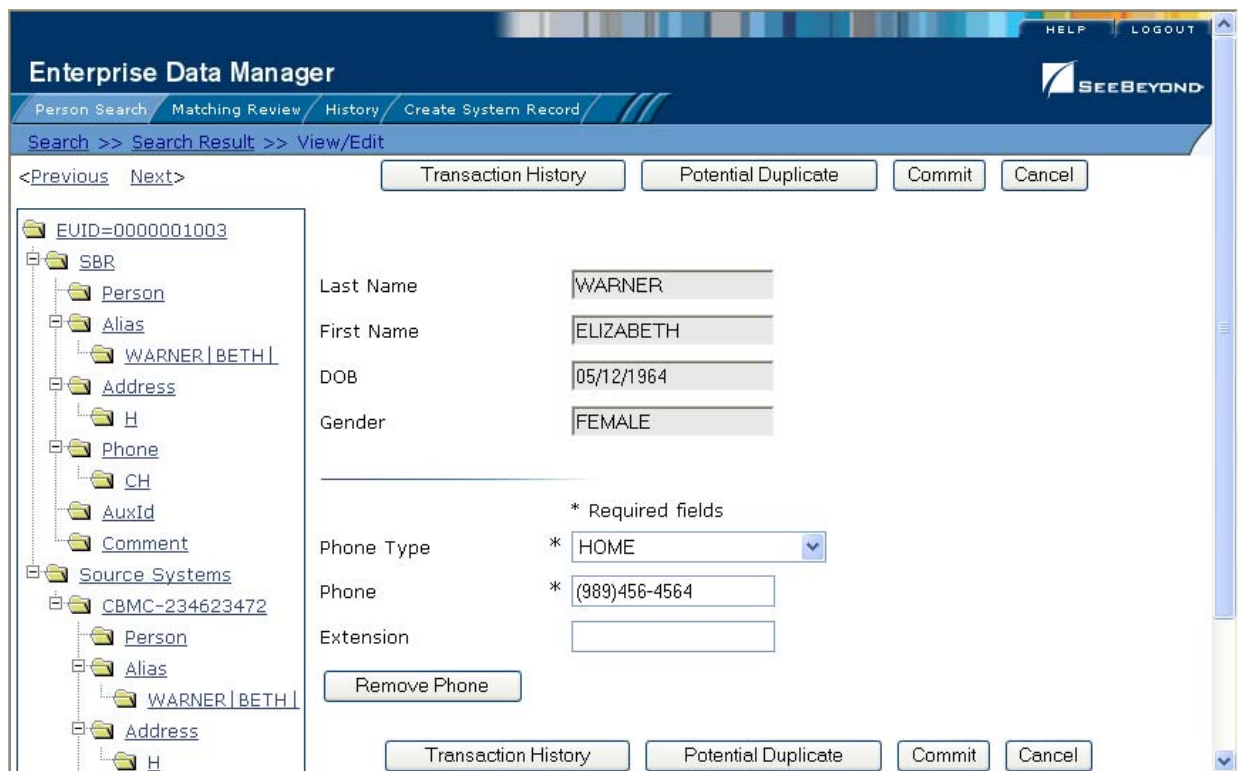 HELP LOGOUT
Enterprise Data Manager
SEEBEYOND
Person Search Matching Review History Create System Record
Search >> Search Result >> View/Edit
<Previous Next>
Transaction History Potential Duplicate Commit Cancel
EUID=0000001003
SBR
Person
Alias
WARNER|BETH|
Address
H
Phone
CH
AuxId
Comment
Source Systems
CBMC-234623472
Person
Alias
WARNER|BETH|
Address
H
Last Name WARNER
First Name ELIZABETH
DOB 05/12/1964
Gender FEMALE
* Required fields
Phone Type * HOME
Phone * (989)456-4564
Extension
Remove Phone
Transaction History Potential Duplicate Commit Cancel